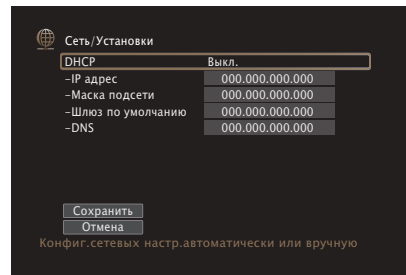 Сеть/Установки
DHCP Выкл.
–IP адрес 000.000.000.000
–Маска подсети 000.000.000.000
–Шлюз по умолчанию 000.000.000.000
–DNS 000.000.000.000
Сохранить
Отмена
Конфиг.сетевых настр.автоматически или вручную